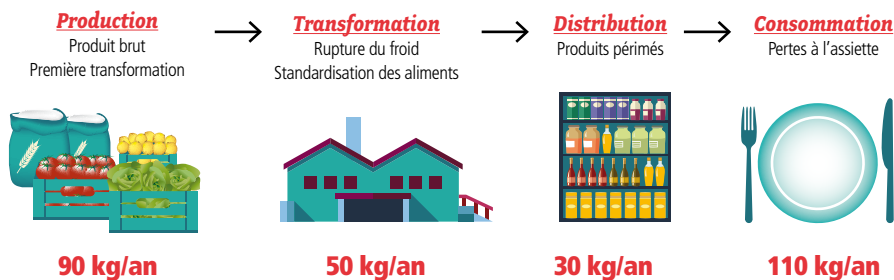 Production
Produit brut
Première transformation
Transformation
Rupture du froid
Standardisation des aliments
Distribution
Produits périmés
Consommation
Pertes à l'assiette
90 kg/an
50 kg/an
30 kg/an
110 kg/an